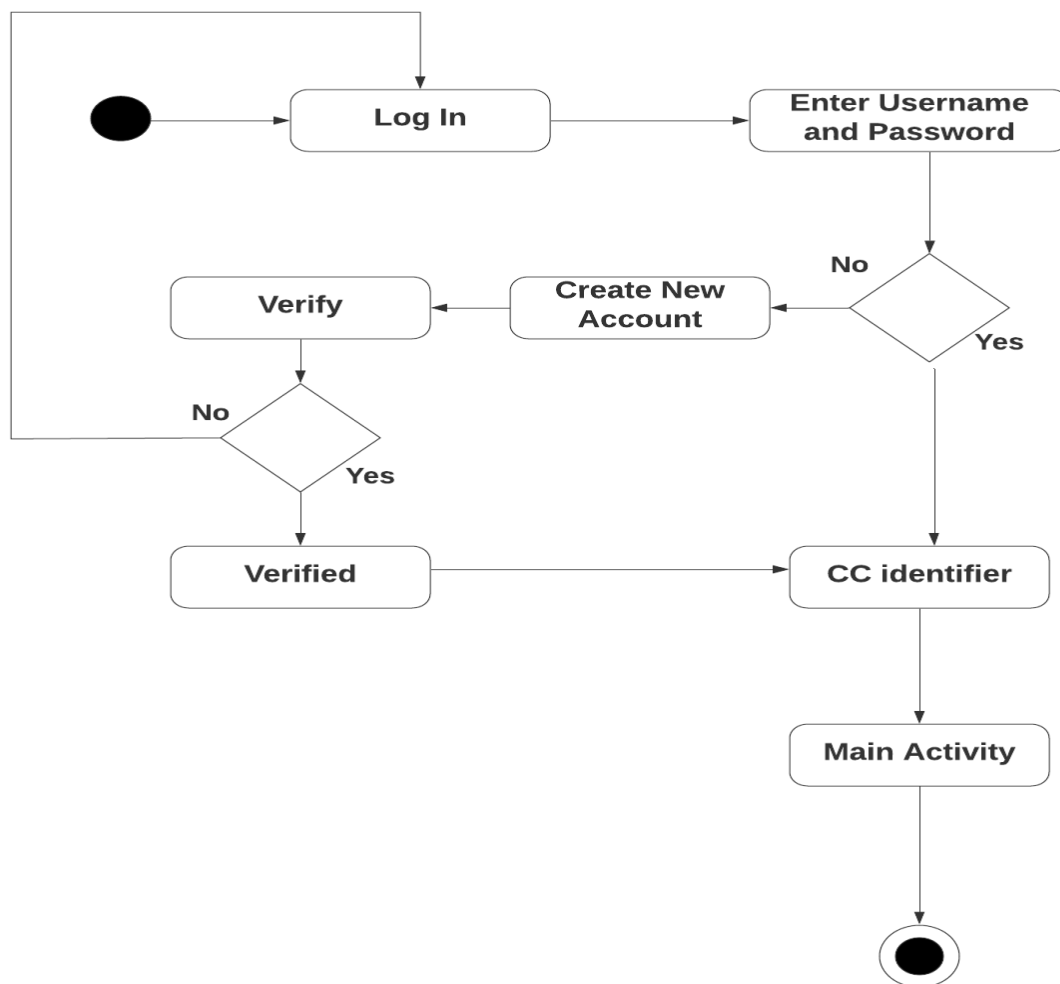 Log In
Enter Username
and Password
No
Yes
Create New
Account
Verify
No
Yes
Verified
CC identifier
Main Activity